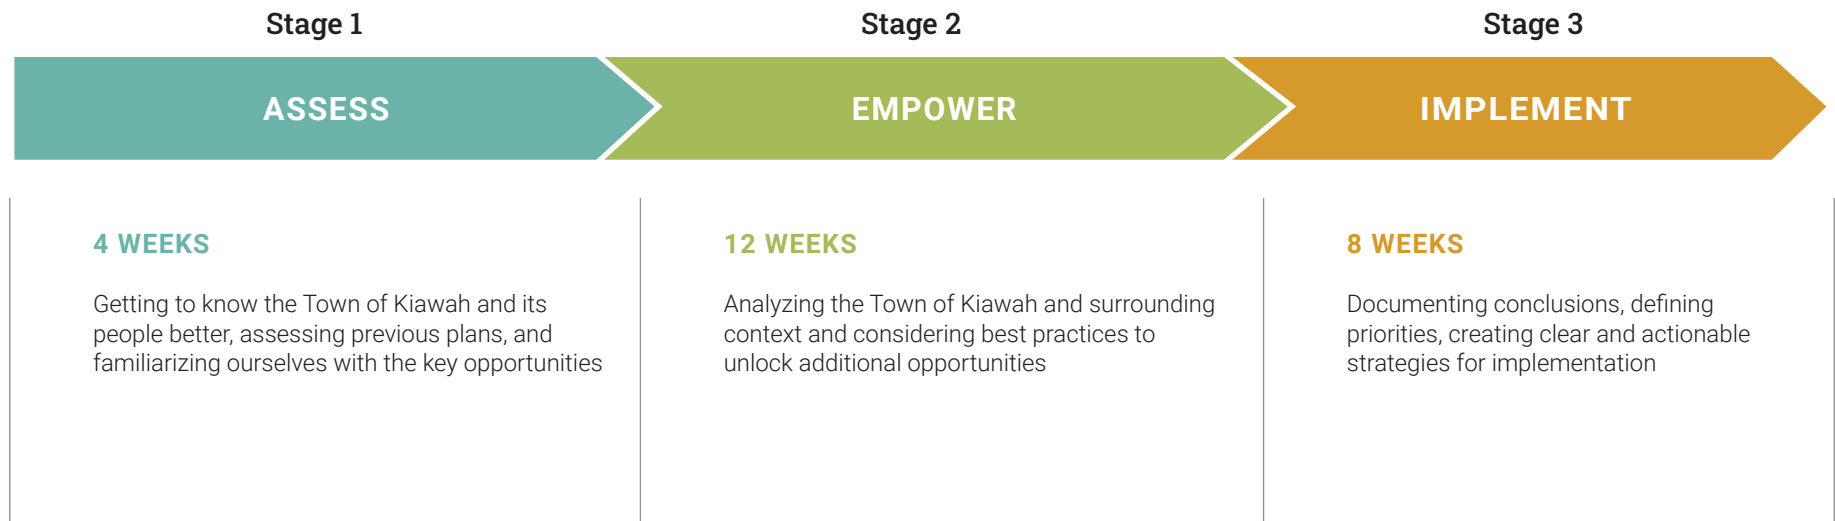 Stage 1
ASSESS
4 WEEKS
Getting to know the Town of Kiawah and its
people better, assessing previous plans, and
familiarizing ourselves with the key opportunities
Stage 2
EMPOWER
12 WEEKS
Analyzing the Town of Kiawah and surrounding
context and considering best practices to
unlock additional opportunities
Stage 3
IMPLEMENT
8 WEEKS
Documenting conclusions, defining
priorities, creating clear and actionable
strategies for implementation